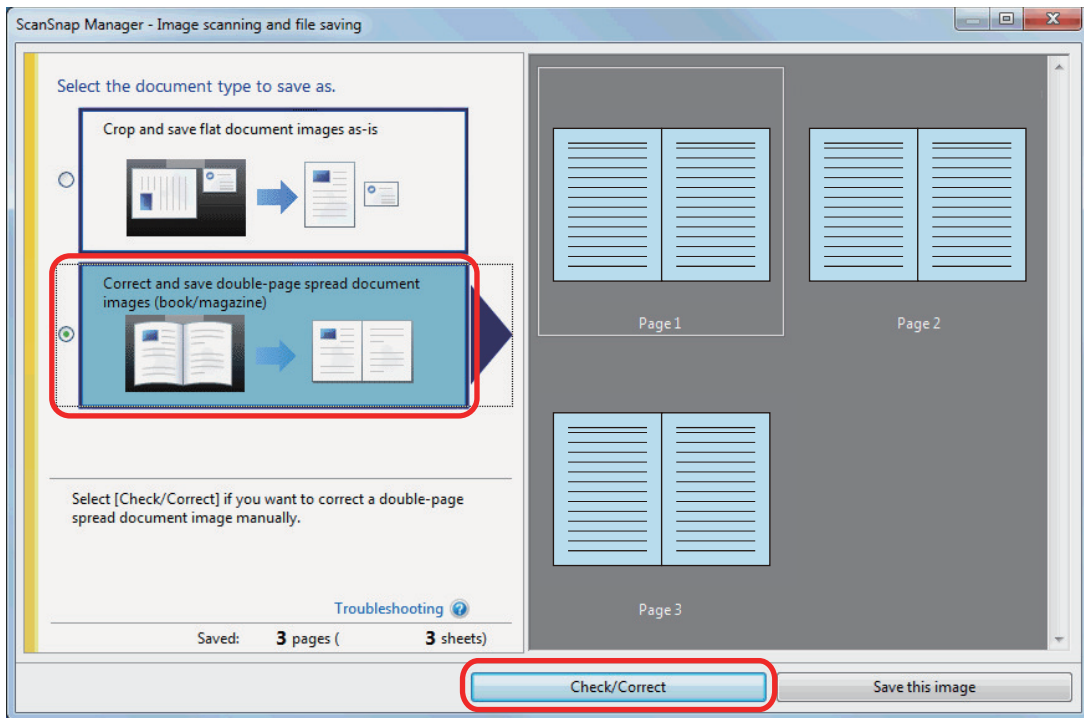 ScanSnap Manager - Image scanning and file saving
Select the document type to save as.
Crop and save flat document images as-is
Correct and save double-page spread document
images (book/magazine)
Select [Check/Correct] if you want to correct a double-page
spread document image manually.
Troubleshooting
Saved: 3 pages ( 3 sheets)
Page 1
Page 2
Page 3
Check/Correct
Save this image